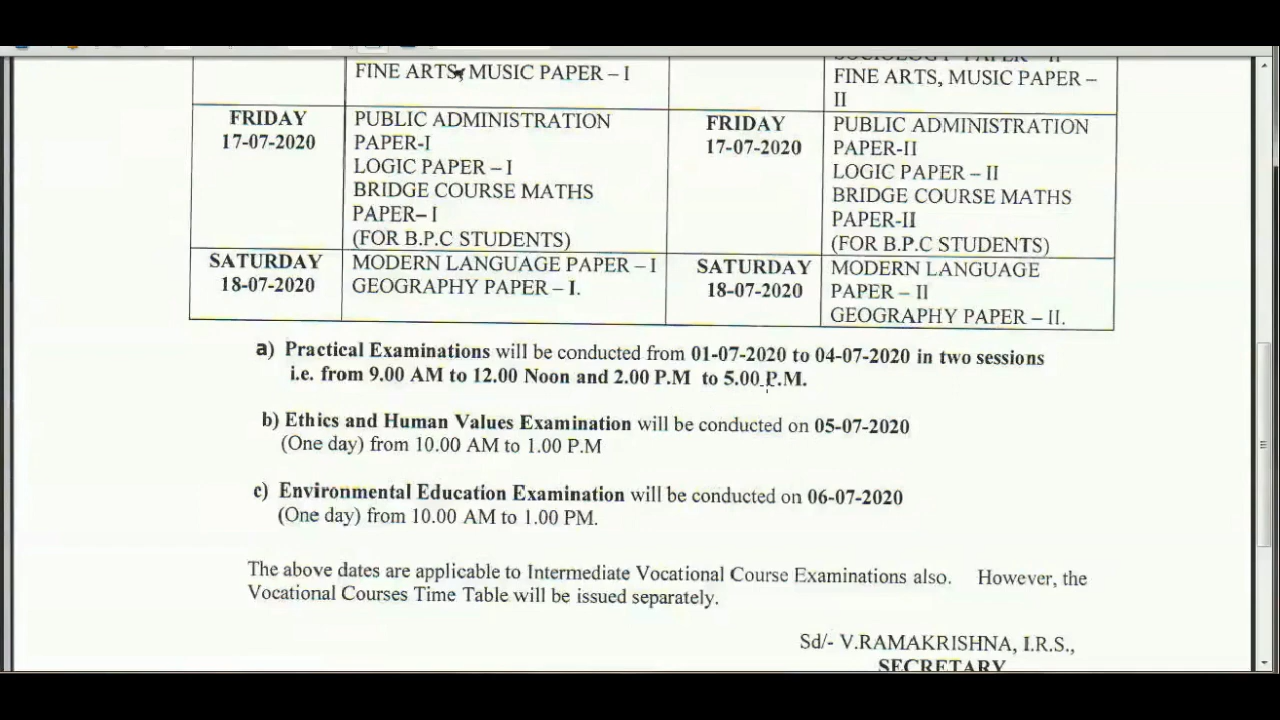 FINE ARTS, MUSIC PAPER – I
SOCIOLOGY PAPER – II
FINE ARTS, MUSIC PAPER –
II
FRIDAY
17-07-2020
PUBLIC ADMINISTRATION
PAPER-I
LOGIC PAPER – I
BRIDGE COURSE MATHS
PAPER– I
(FOR B.P.C STUDENTS)
FRIDAY
17-07-2020
PUBLIC ADMINISTRATION
PAPER-II
LOGIC PAPER – II
BRIDGE COURSE MATHS
PAPER-II
(FOR B.P.C STUDENTS)
SATURDAY
18-07-2020
MODERN LANGUAGE PAPER – I
GEOGRAPHY PAPER – I.
SATURDAY
18-07-2020
MODERN LANGUAGE
PAPER – II
GEOGRAPHY PAPER – II.
a) Practical Examinations will be conducted from 01-07-2020 to 04-07-2020 in two sessions
i.e. from 9.00 AM to 12.00 Noon and 2.00 P.M to 5.00 P.M.
b) Ethics and Human Values Examination will be conducted on 05-07-2020
(One day) from 10.00 AM to 1.00 P.M
c) Environmental Education Examination will be conducted on 06-07-2020
(One day) from 10.00 AM to 1.00 PM.
The above dates are applicable to Intermediate Vocational Course Examinations also. However, the
Vocational Courses Time Table will be issued separately.
Sd/- V.RAMAKRISHNA, I.R.S.,
SECRETARY